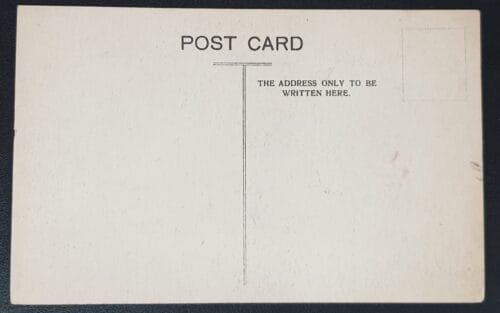 POST CARD
THE ADDRESS ONLY TO BE
WRITTEN HERE.